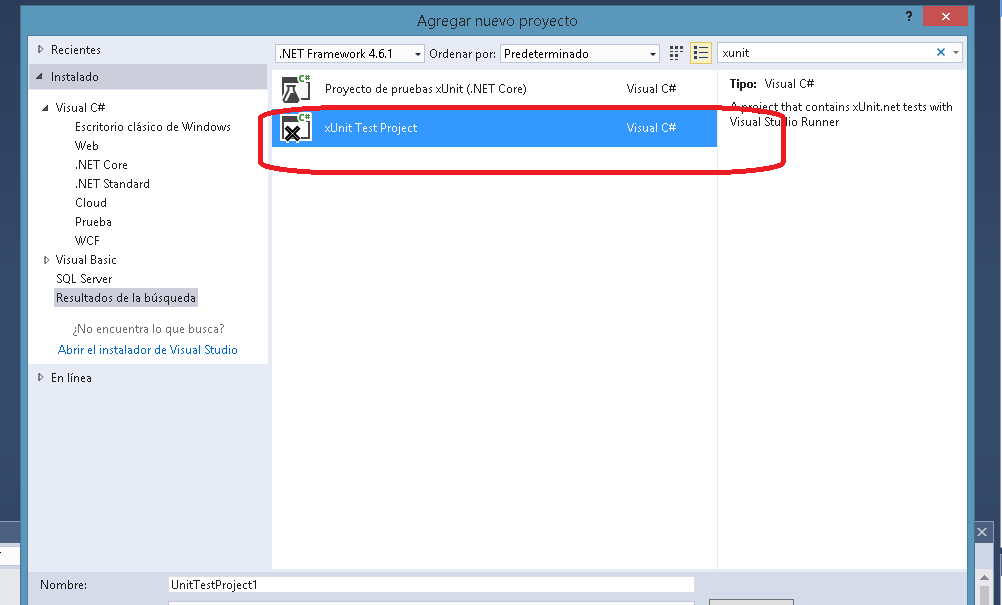 Agregar nuevo proyecto
?
Recientes
Instalado
Visual C#
Escritorio clásico de Windows
Web
.NET Core
.NET Standard
Cloud
Prueba
WCF
Visual Basic
SQL Server
Resultados de la búsqueda
¿No encuentra lo que busca?
Abrir el instalador de Visual Studio
En línea
.NET Framework 4.6.1 Ordenar por: Predeterminado
C# Proyecto de pruebas xUnit (.NET Core) Visual C#
C# xUnit Test Project Visual C#
xunit
Tipo: Visual C#
A project that contains xUnit.net tests with
Visual Studio Runner
Nombre: UnitTestProject1